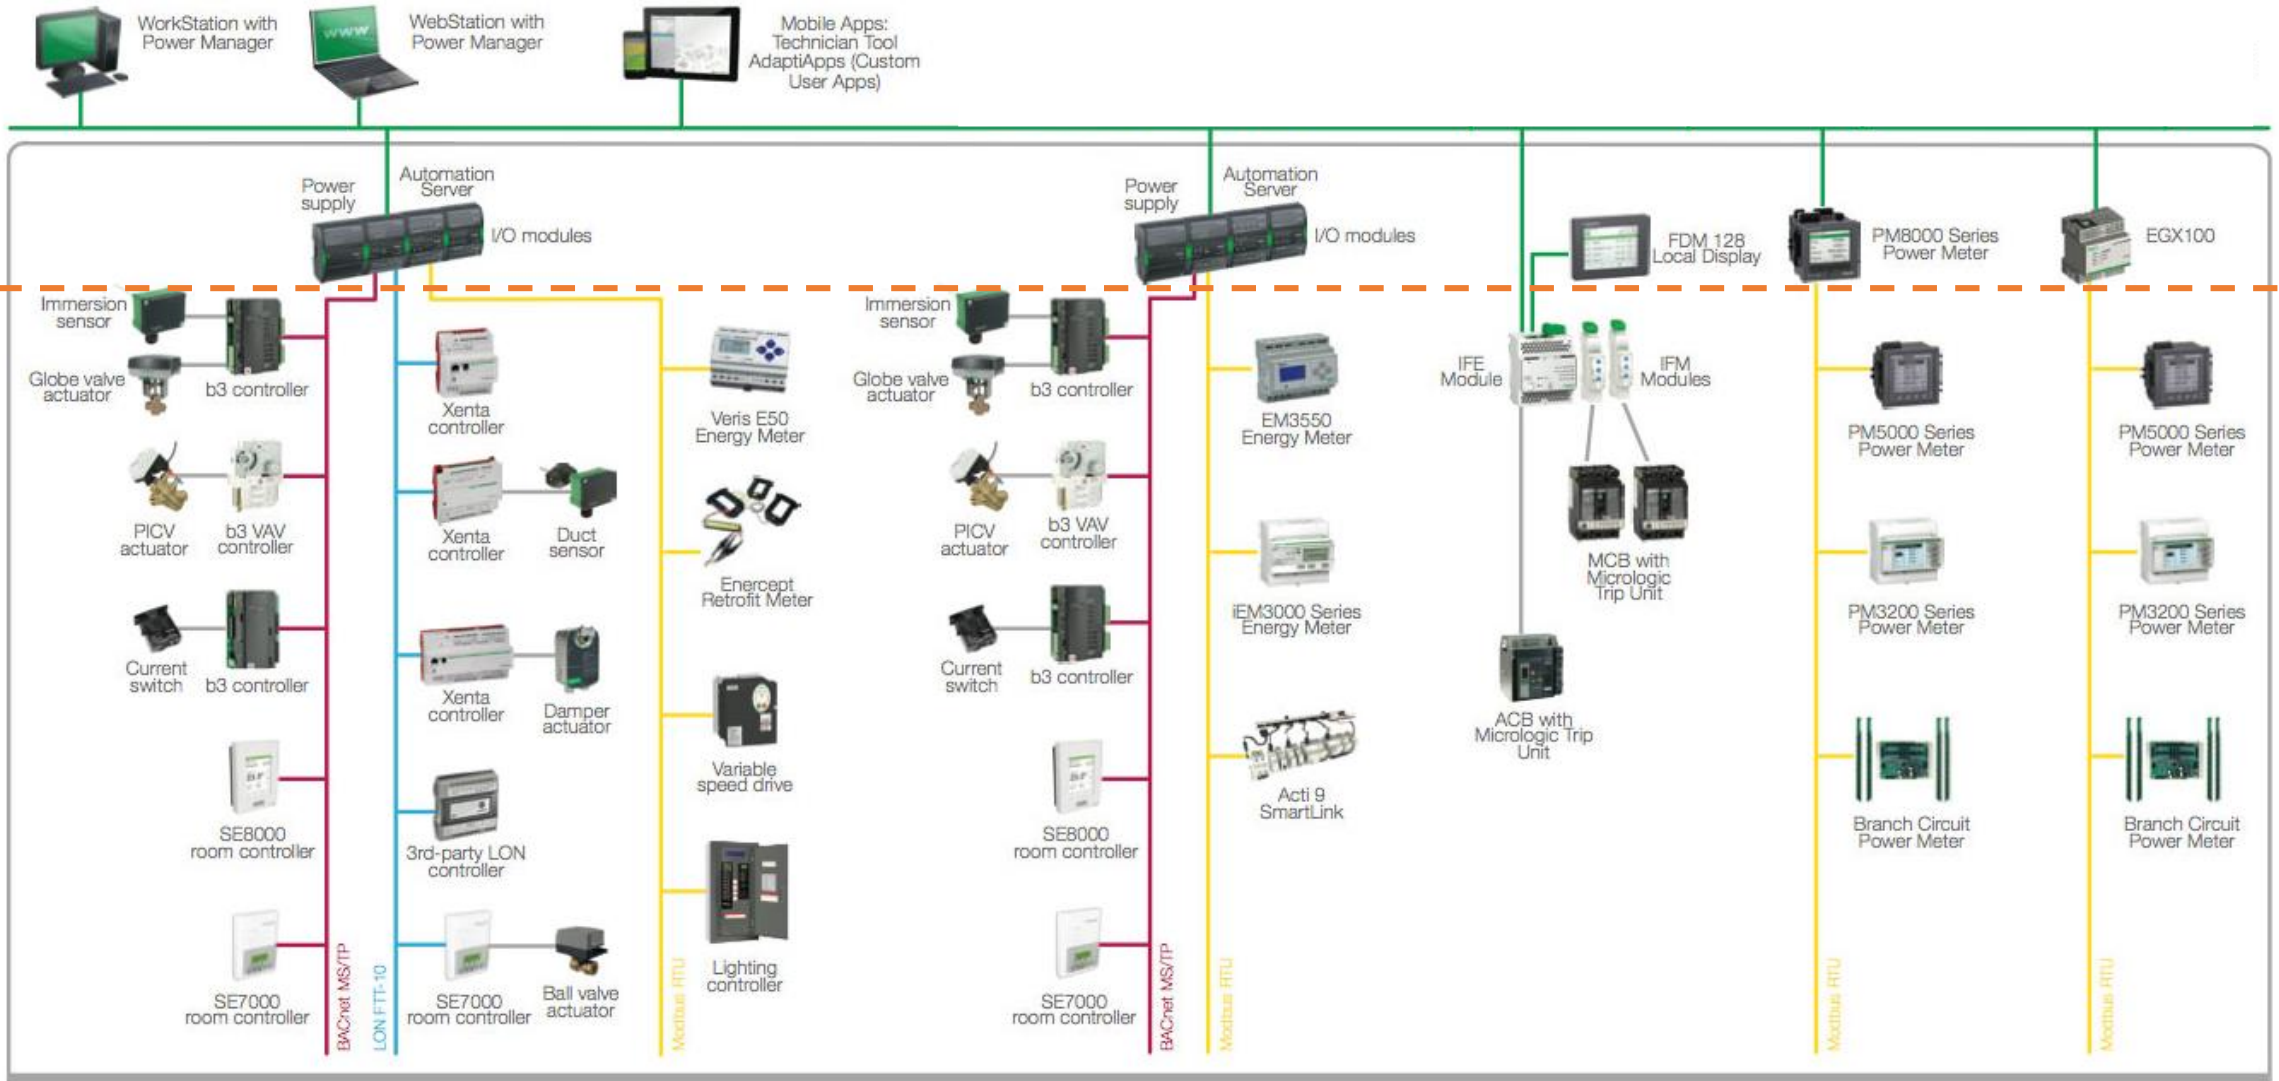 WorkStation with
Power Manager
www
WebStation with
Power Manager
Mobile Apps:
Technician Tool
AdaptiApps (Custom
User Apps)
Power
supply
Automation
Server
I/O modules
Power
supply
Automation
Server
I/O modules
FDM 128
Local Display
PM8000 Series
Power Meter
EGX100
Immersion
sensor
Globe valve
actuator
b3 controller
PICV
actuator
b3 VAV
controller
Current
switch
b3 controller
SE8000
room controller
SE7000
room controller
BACnet MS/TP
Xenta
controller
Xenta
controller
Duct
sensor
Xenta
controller
Damper
actuator
3rd-party LON
controller
SE7000
room controller
Ball valve
actuator
LON FTT-10
Veris E50
Energy Meter
Enercept
Retrofit Meter
Variable
speed drive
Lighting
controller
Modbus RTU
Immersion
sensor
Globe valve
actuator
b3 controller
PICV
actuator
b3 VAV
controller
Current
switch
b3 controller
SE8000
room controller
SE7000
room controller
BACnet MS/TP
EM3550
Energy Meter
iEM3000 Series
Energy Meter
Acti 9
SmartLink
Modbus RTU
IFE
Module
IFM
Modules
MCB with
Micrologic
Trip Unit
ACB with
Micrologic Trip
Unit
PM5000 Series
Power Meter
PM3200 Series
Power Meter
Branch Circuit
Power Meter
Modbus RTU
PM5000 Series
Power Meter
PM3200 Series
Power Meter
Branch Circuit
Power Meter
Modbus RTU